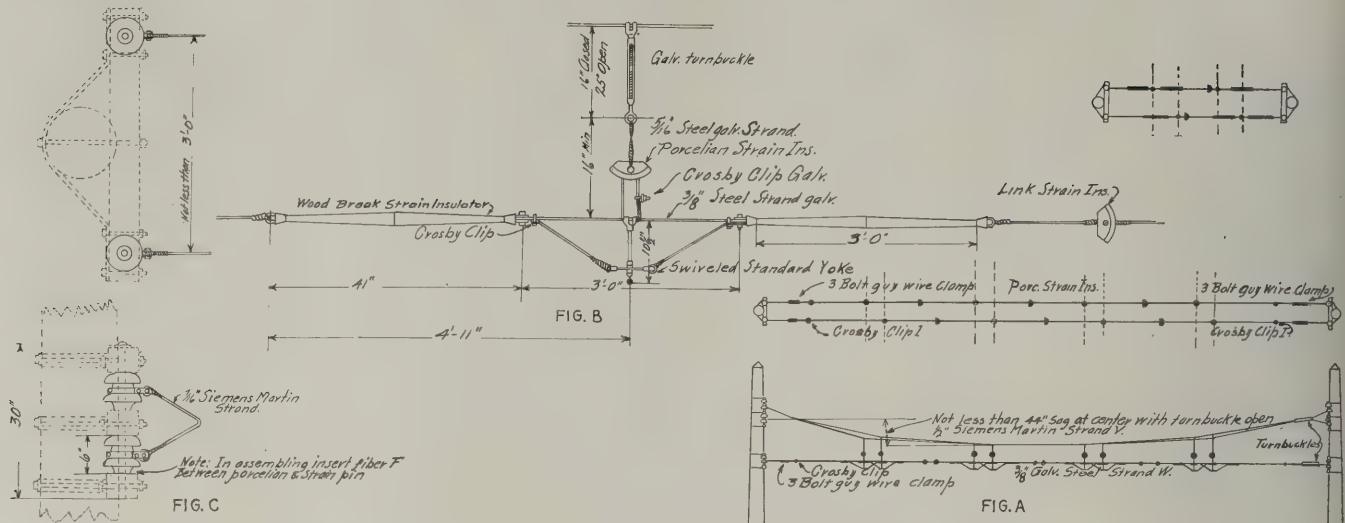 Not less than 3'-0"
16" Closed
25" Open
Galv. turnbuckle
16" Min
5/16" Steel galv. Strand.
Porcelian Strain Ins.
Crosby Clip Galv.
3/8" Steel Strand galv.
Wood Break Strain Insulator
Crosby Clip
10½"
Swiveled Standard Yoke
3'-0"
Link Strain Ins.
41"
3'-0"
4'-11"
FIG. B
3 Bolt guy wire Clamp
Porc. Strain Ins.
3 Bolt guy wire Clamp
Crosby Clip I
Crosby Clip I
30"
7/16" Siemens Martin
Strand.
6"
Note: In assembling insert fiber F
between porcelian & Strain pin
FIG. C
Not less than 44" Sag at center with turnbuckle open
½" Siemens Martin Strand V.
Turnbuckles
Crosby Clip
3 Bolt guy wire clamp
3/8" Galv. Steel Strand W.
FIG. A